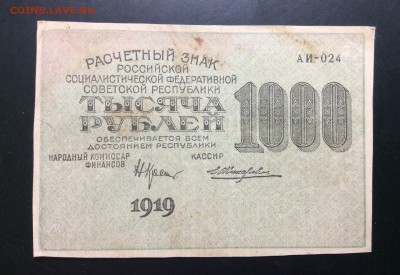 COINS.LAVE.RU
РАСЧЕТНЫЙ ЗНАК
РОССИЙСКОЙ
СОЦИАЛИСТИЧЕСКОЙ ФЕДЕРАТИВНОЙ
СОВЕТСКОЙ РЕСПУБЛИКИ
ТЫСЯЧА
РУБЛЕЙ
ОБЕСПЕЧИВАЕТСЯ ВСЕМ
ДОСТОЯНИЕМ РЕСПУБЛИКИ
НАРОДНЫЙ КОМИССАР
ФИНАНСОВ
КАССИР
1919
АИ-024
1000